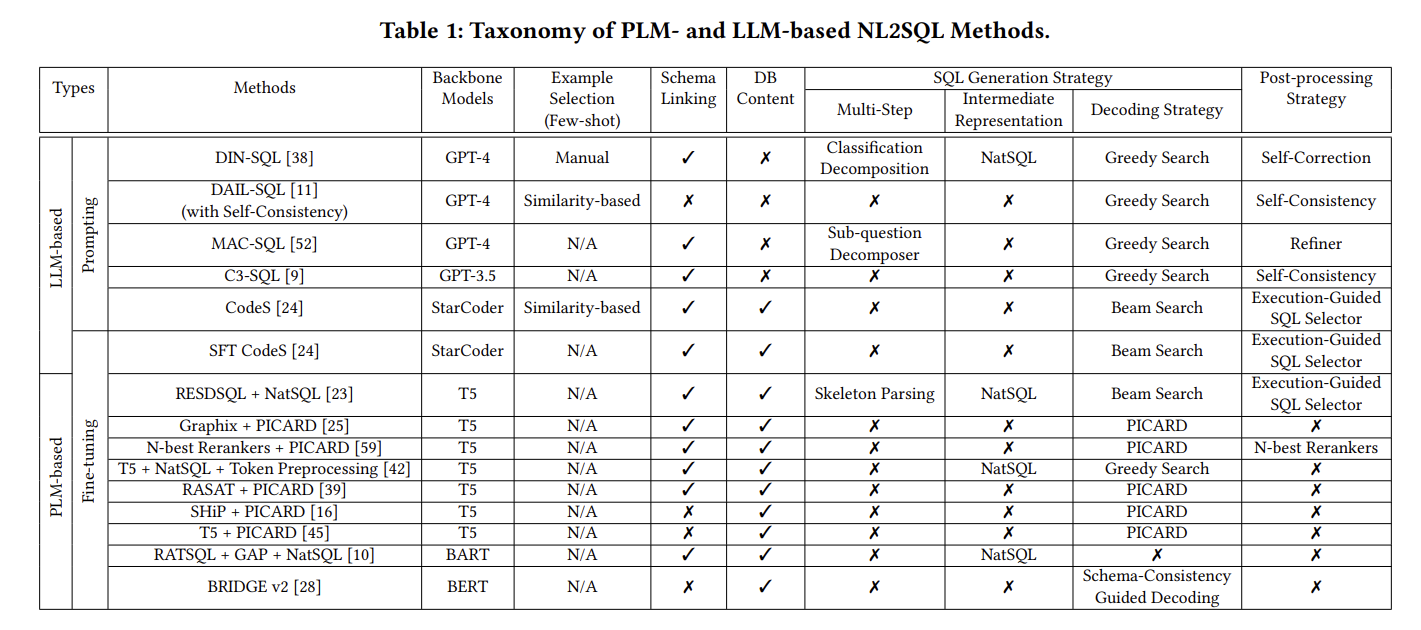 Table 1: Taxonomy of PLM- and LLM-based NL2SQL Methods.
Types | Methods | Backbone Models | Example Selection (Few-shot) | Schema Linking | DB Content | SQL Generation Strategy | Post-processing Strategy
Multi-Step | Intermediate Representation | Decoding Strategy
LLM-based
Prompting
DIN-SQL [38] | GPT-4 | Manual | ✓ | ✗ | Classification Decomposition | NatSQL | Greedy Search | Self-Correction
DAIL-SQL [11] (with Self-Consistency) | GPT-4 | Similarity-based | ✗ | ✗ | ✗ | ✗ | Greedy Search | Self-Consistency
MAC-SQL [52] | GPT-4 | N/A | ✓ | ✗ | Sub-question Decomposer | ✗ | Greedy Search | Refiner
C3-SQL [9] | GPT-3.5 | N/A | ✓ | ✗ | ✗ | ✗ | Greedy Search | Self-Consistency
CodeS [24] | StarCoder | Similarity-based | ✓ | ✓ | ✗ | ✗ | Beam Search | Execution-Guided SQL Selector
Fine-tuning
SFT CodeS [24] | StarCoder | N/A | ✓ | ✓ | ✗ | ✗ | Beam Search | Execution-Guided SQL Selector
PLM-based
RESDSQL + NatSQL [23] | T5 | N/A | ✓ | ✓ | Skeleton Parsing | NatSQL | Beam Search | Execution-Guided SQL Selector
Graphix + PICARD [25] | T5 | N/A | ✓ | ✓ | ✗ | ✗ | PICARD | ✗
N-best Rerankers + PICARD [59] | T5 | N/A | ✓ | ✓ | ✗ | ✗ | PICARD | N-best Rerankers
T5 + NatSQL + Token Preprocessing [42] | T5 | N/A | ✓ | ✓ | ✗ | NatSQL | Greedy Search | ✗
RASAT + PICARD [39] | T5 | N/A | ✓ | ✓ | ✗ | ✗ | PICARD | ✗
SHiP + PICARD [16] | T5 | N/A | ✗ | ✓ | ✗ | ✗ | PICARD | ✗
T5 + PICARD [45] | T5 | N/A | ✗ | ✓ | ✗ | ✗ | PICARD | ✗
RATSQL + GAP + NatSQL [10] | BART | N/A | ✓ | ✓ | ✗ | NatSQL | ✗ | ✗
BRIDGE v2 [28] | BERT | N/A | ✗ | ✓ | ✗ | ✗ | Schema-Consistency Guided Decoding | ✗